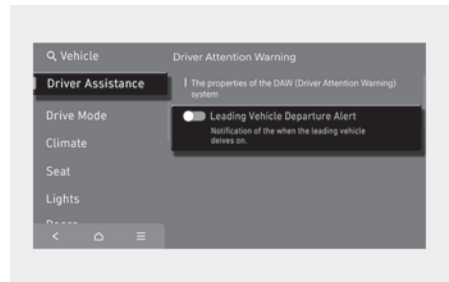 Vehicle
Driver Assistance
Drive Mode
Climate
Seat
Lights
Driver Attention Warning
The properties of the DAW (Driver Attention Warning)
system
Leading Vehicle Departure Alert
Notification of the when the leading vehicle
deives on.